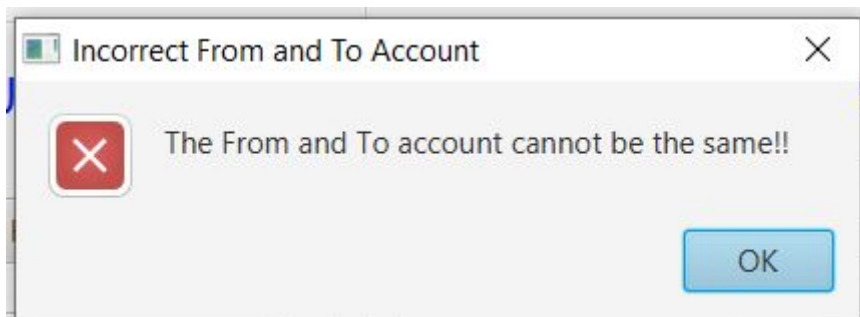 Incorrect From and To Account
The From and To account cannot be the same!!
OK